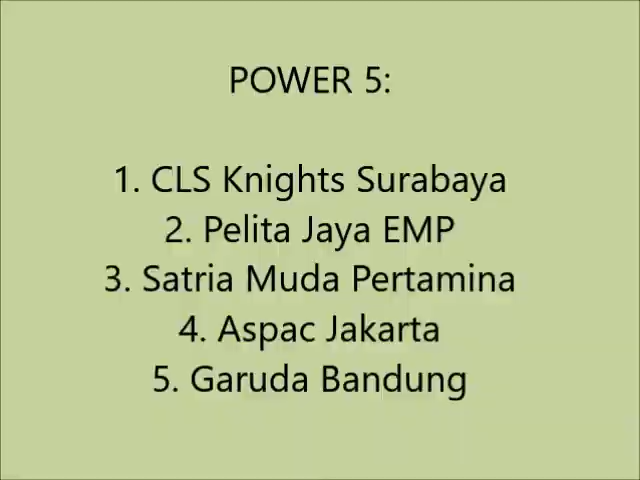 POWER 5:
1. CLS Knights Surabaya
2. Pelita Jaya EMP
3. Satria Muda Pertamina
4. Aspac Jakarta
5. Garuda Bandung